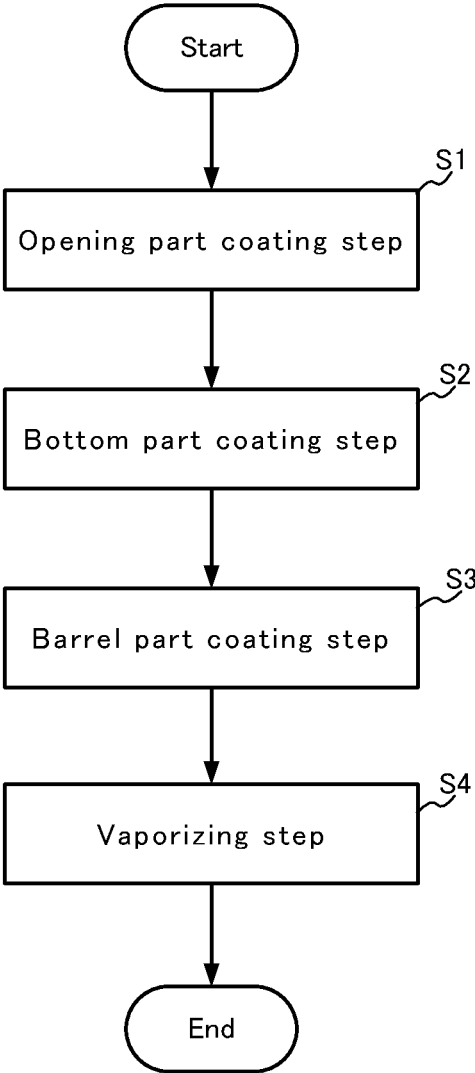 Start
S1
Opening part coating step
S2
Bottom part coating step
S3
Barrel part coating step
S4
Vaporizing step
End